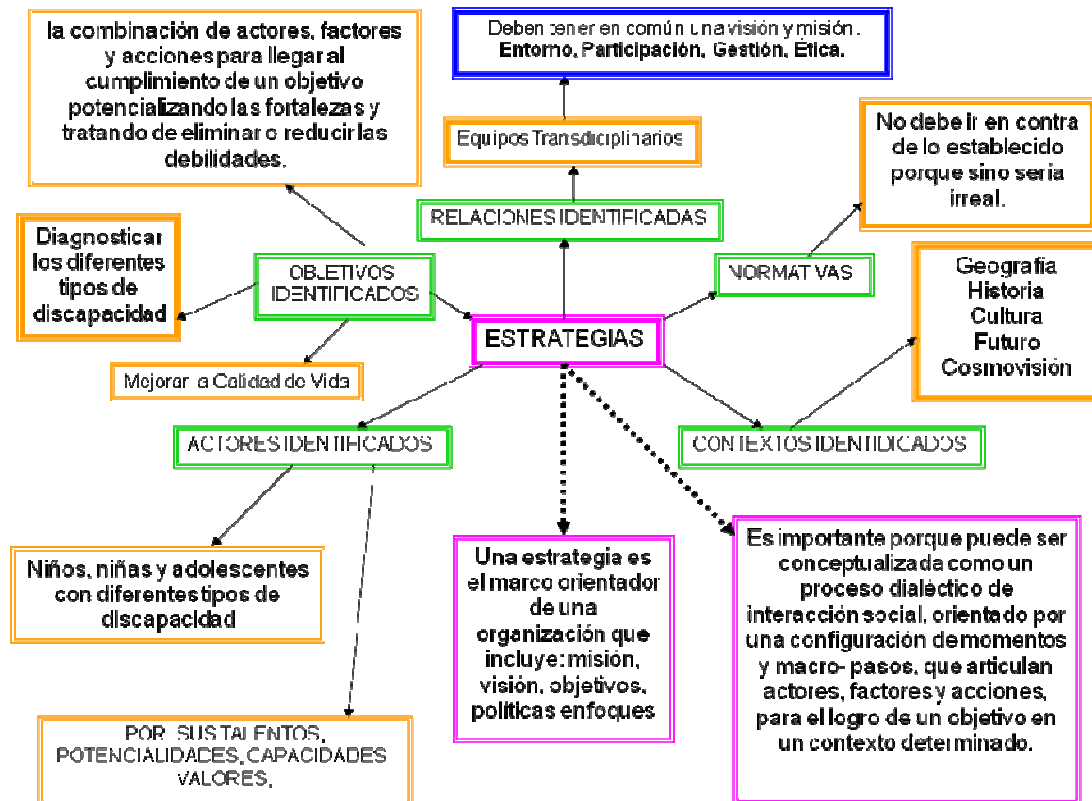 la combinación de actores, factores
y acciones para llegar al
cumplimiento de un objetivo
potencializando las fortalezas y
tratando de eliminar o reducir las
debilidades.
Deben tener en común una visión y misión.
Entorno, Participación, Gestión, Ética.
Equipos Transdiciplinarios
No debe ir en contra
de lo establecido
porque sino seria
irreal.
RELACIONES IDENTIFICADAS
Diagnosticar
los diferentes
tipos de
discapacidad
OBLETIVOS
IDENTIFICADOS
NORMATIVAS
Geografía
Historia
Cultura
Futuro
Cosmovisión
ESTRATEGIAS
Mejorar la Calidad de Vida
ACTORES IDENTIFICADOS
CONTEXTOS IDENTIDICADOS
Niños, niñas y adolescentes
con diferentes tipos de
discapacidad
Una estrategia es
el marco orientador
de una
organización que
incluye: misión,
visión, objetivos,
políticas enfoques
Es importante porque puede ser
conceptualizada como un
proceso dialéctico de
interacción social, orientado por
una configuración de momentos
y macro- pasos, que articulan
actores, factores y acciones,
para el logro de un objetivo en
un contexto determinado.
POR SUS TALENTOS,
POTENCIALIDADES, CAPACIDADES
VALORES,